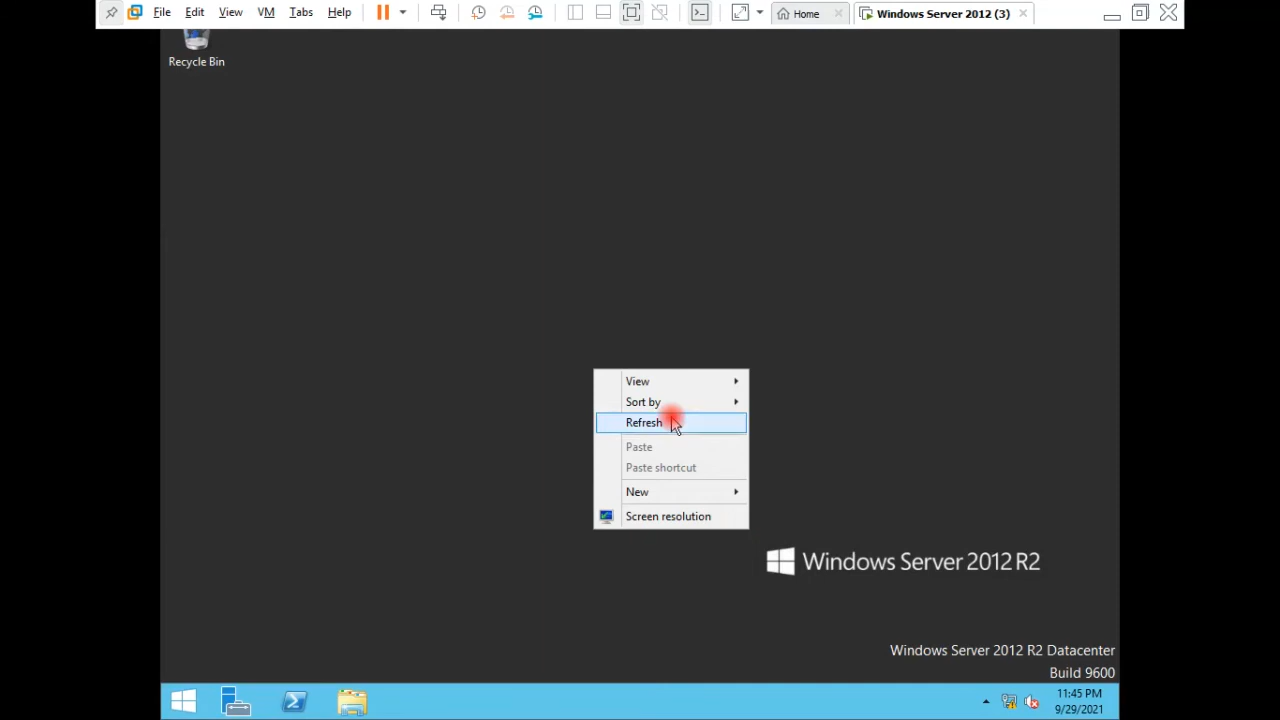 File Edit View VM Tabs Help Home Windows Server 2012 (3)
Recycle Bin
View
Sort by
Refresh
Paste
Paste shortcut
New
Screen resolution
Windows Server 2012 R2
Windows Server 2012 R2 Datacenter
Build 9600
11:45 PM
9/29/2021